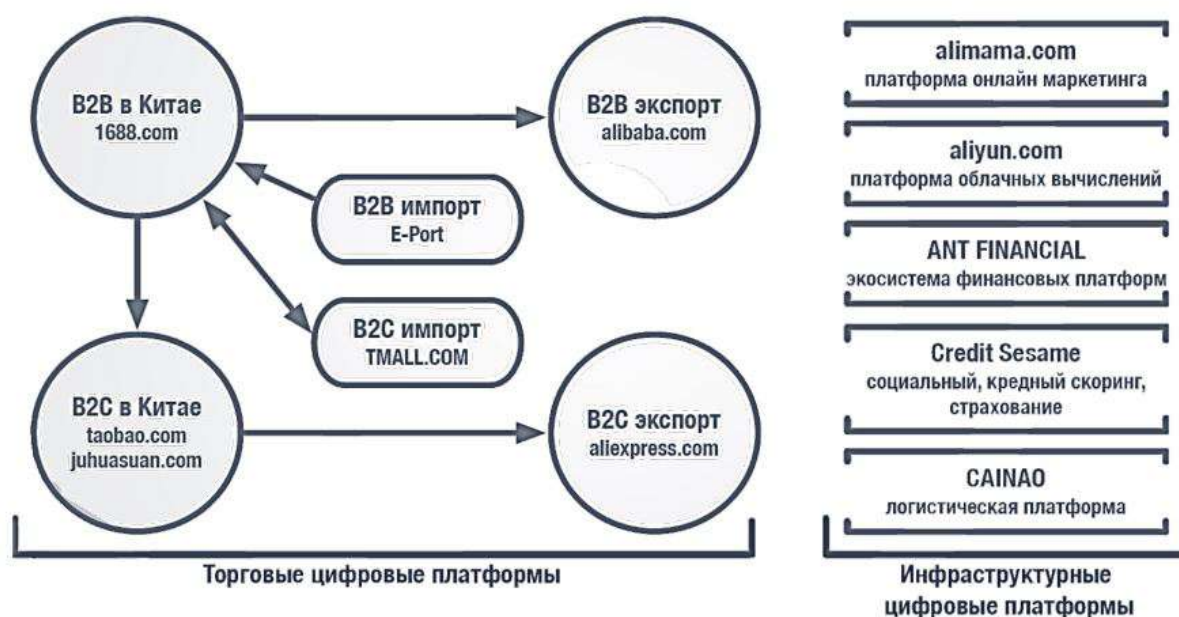 B2B в Китае
1688.com
B2B экспорт
alibaba.com
B2B импорт
E-Port
B2C импорт
TMALL.COM
B2C в Китае
taobao.com
juhuasuan.com
B2C экспорт
aliexpress.com
Торговые цифровые платформы
alimama.com
платформа онлайн маркетинга
aliyun.com
платформа облачных вычислений
ANT FINANCIAL
экосистема финансовых платформ
Credit Sesame
социальный, кредный скоринг,
страхование
CAINAO
логистическая платформа
Инфраструктурные
цифровые платформы